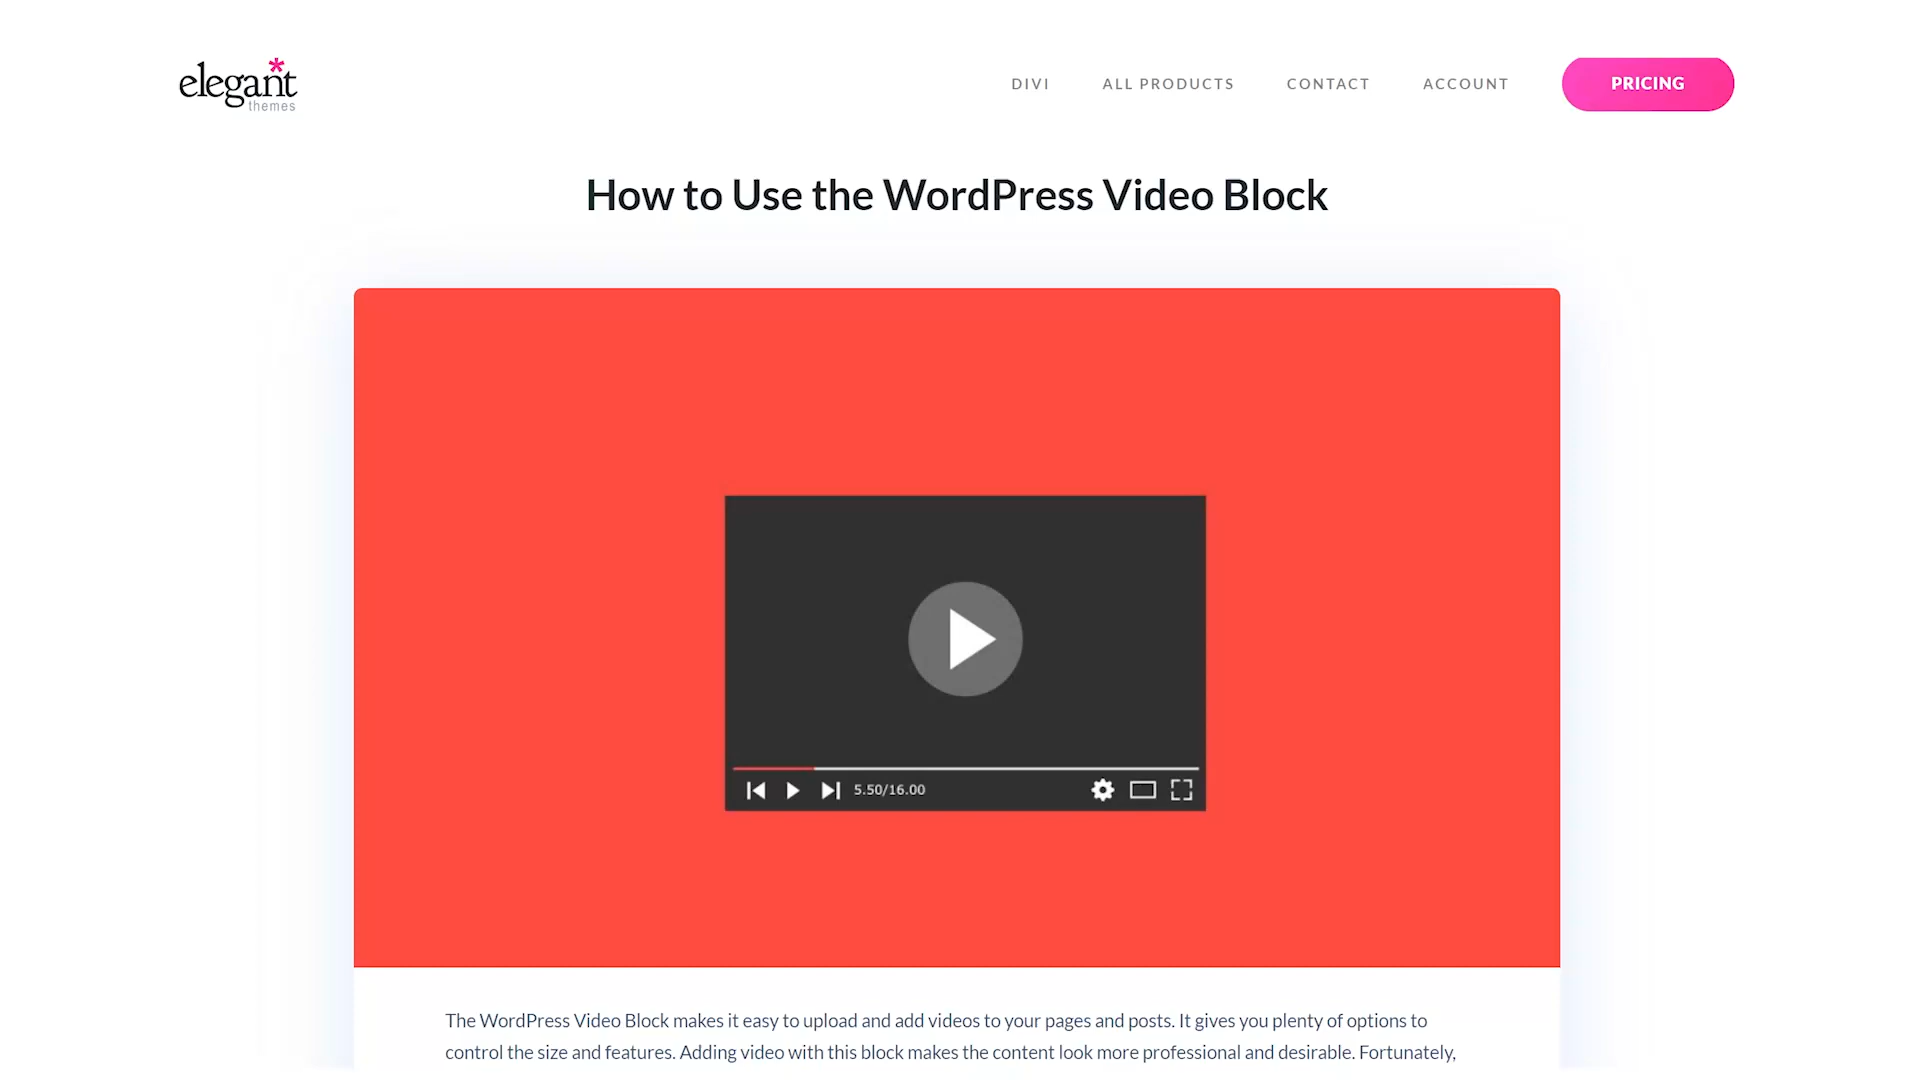 elegant
themes
DIVI
ALL PRODUCTS
CONTACT
ACCOUNT
PRICING
How to Use the WordPress Video Block
5.50/16.00
The WordPress Video Block makes it easy to upload and add videos to your pages and posts. It gives you plenty of options to
control the size and features. Adding video with this block makes the content look more professional and desirable. Fortunately,